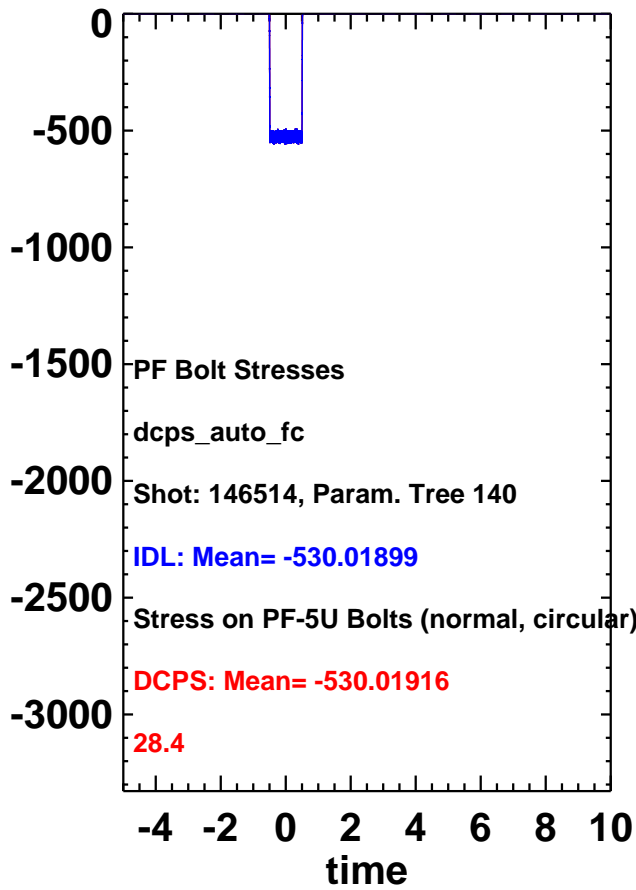 0
-500
-1000
-1500
PF Bolt Stresses
dcps_auto_fc
-2000
Shot: 146514, Param. Tree 140
IDL: Mean= -530.01899
-2500
Stress on PF-5U Bolts (normal, circular)
DCPS: Mean= -530.01916
-3000
28.4
-4 -2 0 2 4 6 8 10
time